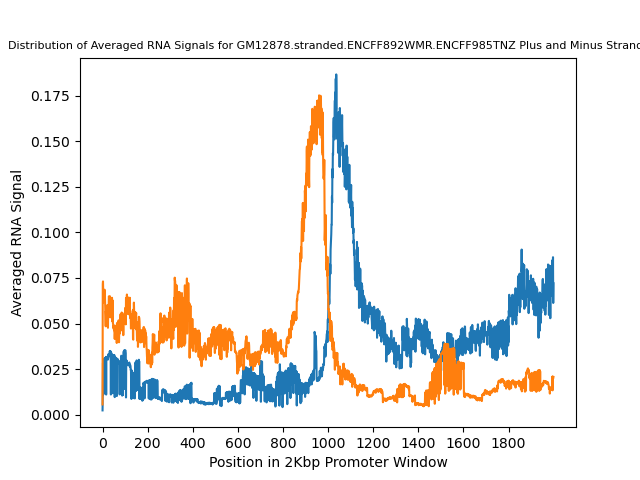 Distribution of Averaged RNA Signals for GM12878.stranded.ENCFF892WMR.ENCFF985TNZ Plus and Minus Strand
0.175
0.150
0.125
0.100
0.075
0.050
0.025
0.000
Averaged RNA Signal
0 200 400 600 800 1000 1200 1400 1600 1800
Position in 2Kbp Promoter Window